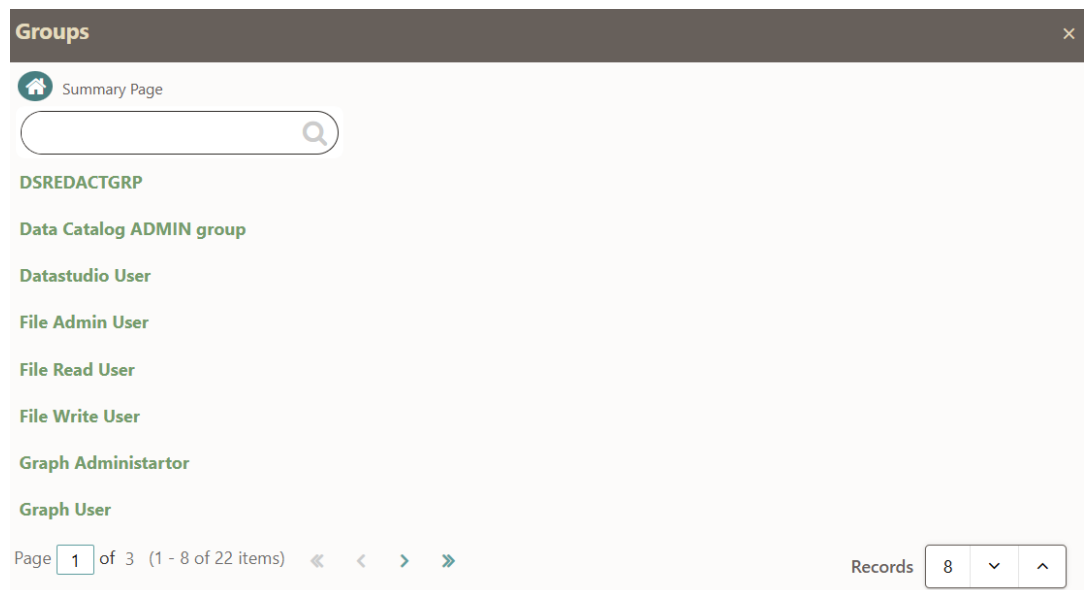 Groups
Summary Page
DSREDACTGRP
Data Catalog ADMIN group
Datastudio User
File Admin User
File Read User
File Write User
Graph Administartor
Graph User
Page 1 of 3 (1 - 8 of 22 items)
Records 8